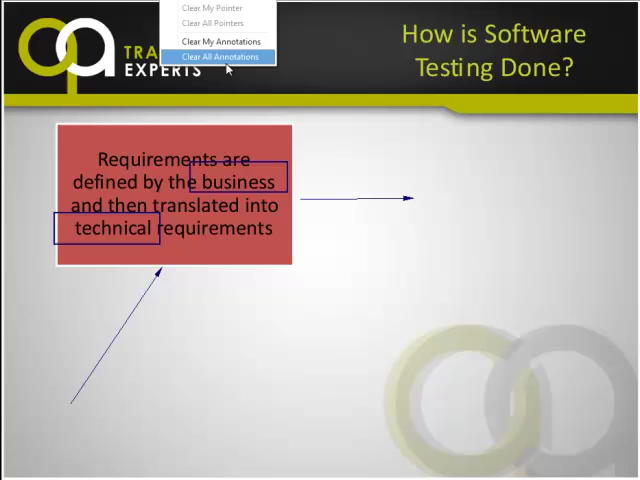 Clear My Pointer
Clear All Pointers
Clear My Annotations
Clear All Annotations
EXPERTS
How is Software
Testing Done?
Requirements are
defined by the business
and then translated into
technical requirements